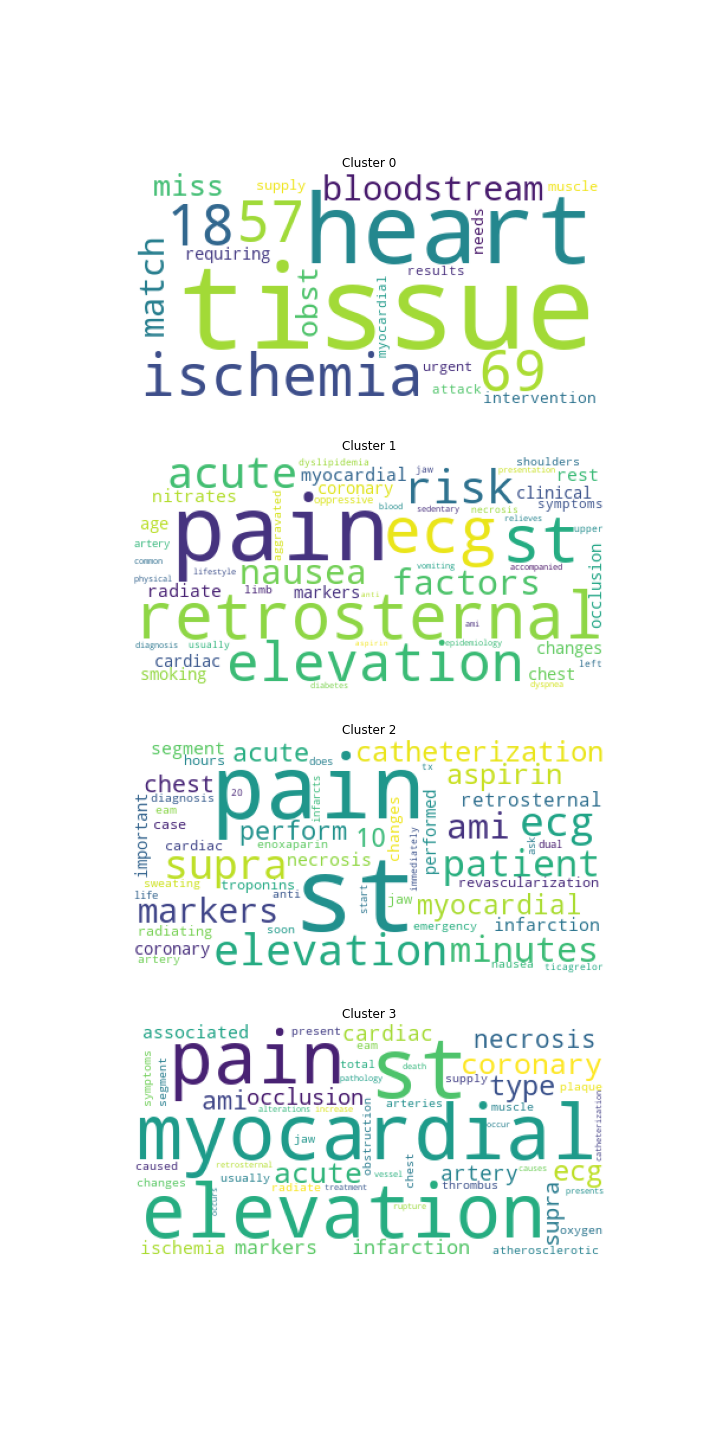 Cluster 0
miss
supply
bloodstream
muscle
18
57
heart
needs
match
requiring
results
tissue
obst
myocardial
ischemia
urgent
69
attack
intervention
Cluster 1
acute
dyslipidemia
myocardial
jaw
risk
presentation
shoulders
rest
nitrates
aggravated
coronary
oppressive
blood
sedentary
necrosis
clinical
symptoms
age
pain
ecg
relieves
st
upper
artery
common
physical
lifestyle
nausea
vomiting
accompanied
occlusion
radiate
limb
markers
anti
factors
retrosternal
ami
diagnosis
usually
aspirin
epidemiology
changes
cardiac
elevation
chest
left
smoking
diabetes
dyspnea
Cluster 2
segment
hours
acute
does
catheterization
pain
tx
aspirin
chest
20
infarcts
diagnosis
eam
important
case
perform
10
changes
performed
retrosternal
ami
ecg
cardiac
enoxaparin
immediately
ask
dual
supra
necrosis
patient
sweating
troponins
anti
st
start
revascularization
life
jaw
markers
myocardial
radiating
soon
emergency
infarction
coronary
elevation
minutes
artery
nausea
ticagrelor
Cluster 3
associated
present
cardiac
necrosis
pain
eam
st
symptoms
segment
total
death
coronary
pathology
supply
type
plaque
ami
occlusion
arteries
muscle
alterations
increase
myocardial
obstruction
occur
catheterization
jaw
caused
retrosternal
chest
vessel
artery
causes
ecg
changes
usually
acute
radiate
treatment
thrombus
presents
occurs
elevation
rupture
supra
oxygen
ischemia
markers
infarction
atherosclerotic